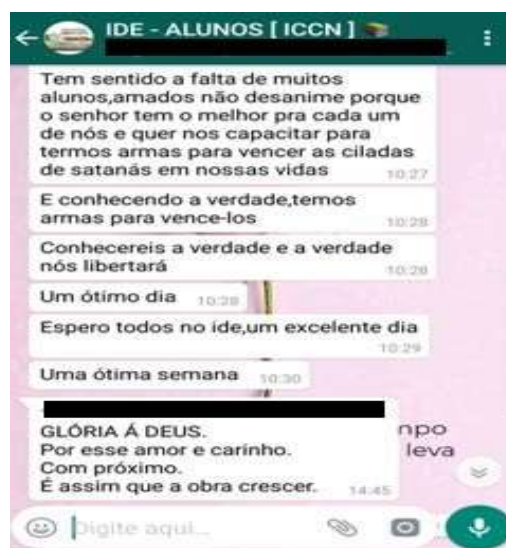 IDE - ALUNOS [ ICCN ]
Tem sentido a falta de muitos
alunos,amados não desanime porque
o senhor tem o melhor pra cada um
de nós e quer nos capacitar para
termos armas para vencer as ciladas
de satanás em nossas vidas
10:27
E conhecendo a verdade,temos
armas para vence-los
10:28
Conhecereis a verdade e a verdade
nós libertará
10:28
Um ótimo dia 10:28
Espero todos no ide,um excelente dia
10:29
Uma ótima semana 10:30
GLÓRIA Á DEUS.
Por esse amor e carinho.
Com próximo.
É assim que a obra crescer. 14:45
npo
leva
Digite aqui...